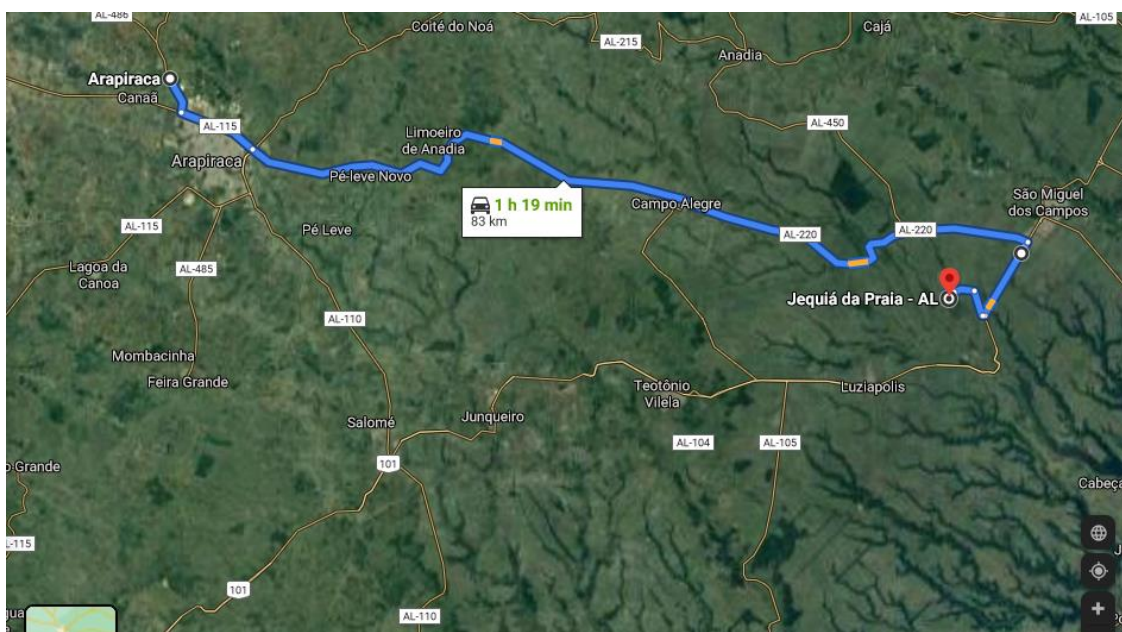 AL-486
Coité do Noá
AL-105
Cajá
AL-215
Anadia
Arapiraca
Canaã
AL-115
AL-450
Limoeiro
de Anadia
Arapiraca
Pé-leve Novo
1 h 19 min
83 km
Campo Alegre
São Miguel
dos Campos
AL-115
Pé Leve
AL-220
AL-220
Lagoa da
Canoa
AL-485
Jequiá da Praia - AL
AL-110
Mombacinha
Feira Grande
Teotônio
Vilela
Luziapolis
Salomé
Junqueiro
AL-104
AL-105
101
o Grande
Cabeça
L-115
101
AL-110